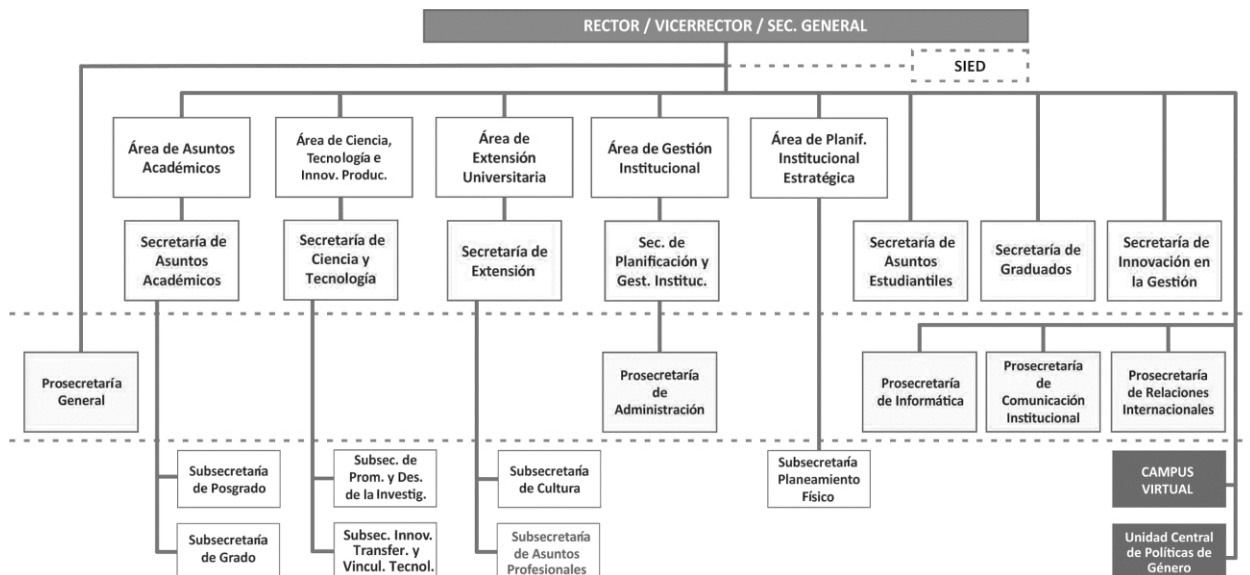 RECTOR / VICERRECTOR / SEC. GENERAL
SIED
Área de Asuntos
Académicos
Área de Ciencia,
Tecnología e
Innov. Produc.
Área de
Extensión
Universitaria
Área de Gestión
Institucional
Área de Planif.
Institucional
Estratégica
Secretaría de
Asuntos
Académicos
Secretaría de
Ciencia y
Tecnología
Secretaría de
Extensión
Sec. de
Planificación y
Gest. Instituc.
Secretaría de
Asuntos
Estudiantiles
Secretaría de
Graduados
Secretaría de
Innovación en
la Gestión
Prosecretaría
General
Prosecretaría
de
Administración
Prosecretaría
de Informática
Prosecretaría
de
Comunicación
Institucional
Prosecretaría
de Relaciones
Internacionales
Subsecretaría
de Posgrado
Subsec. de
Prom. y Des.
de la Investig.
Subsecretaría
de Cultura
Subsecretaría
Planeamiento
Físico
CAMPUS
VIRTUAL
Subsecretaría
de Grado
Subsec. Innov.
Transfer. y
Vincul. Tecnol.
Subsecretaría
de Asuntos
Profesionales
Unidad Central
de Políticas de
Género